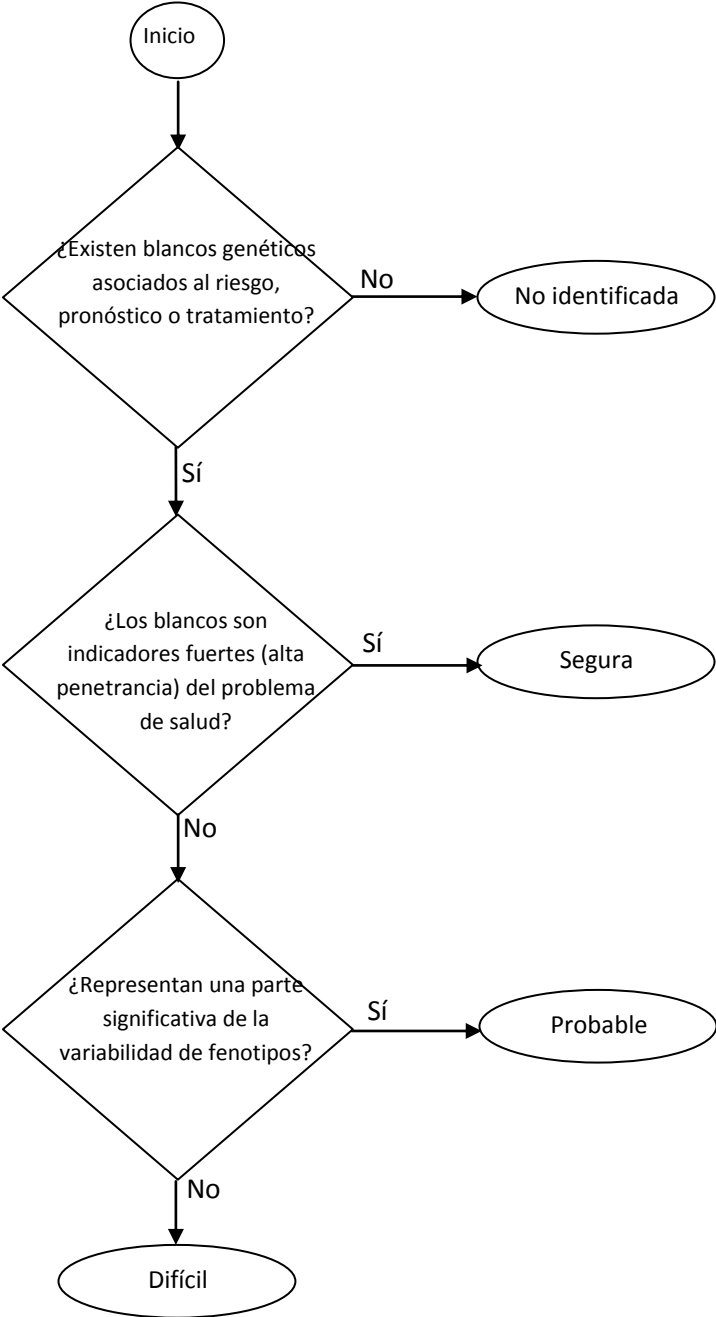 Inicio
¿Existen blancos genéticos
asociados al riesgo,
pronóstico o tratamiento?
No
No identificada
Sí
¿Los blancos son
indicadores fuertes (alta
penetrancia) del problema
de salud?
Sí
Segura
No
¿Representan una parte
significativa de la
variabilidad de fenotipos?
Sí
Probable
No
Difícil